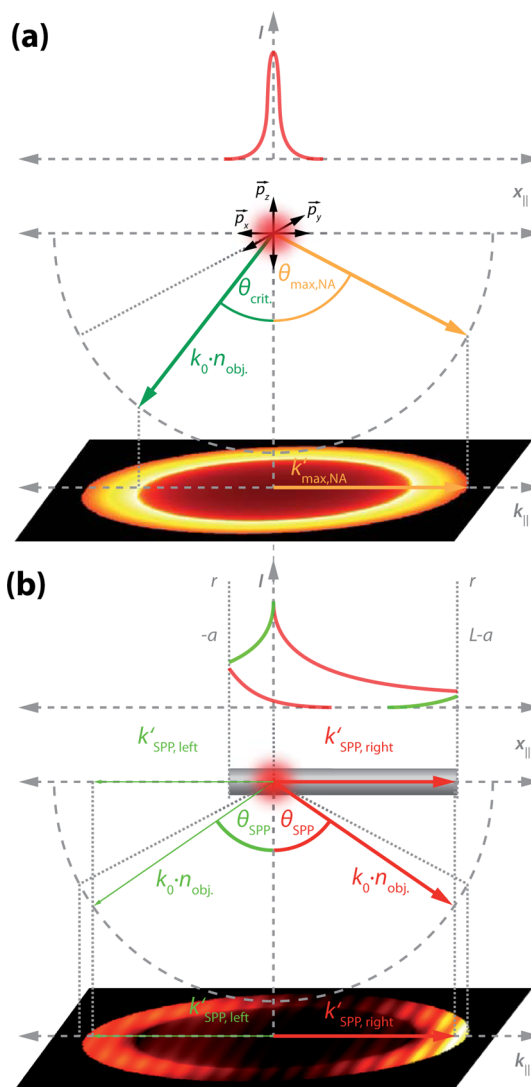 (a)
I
x||
p⃗z
p⃗x
p⃗y
θcrit.
θmax,NA
k0·nobj.
k′max,NA
k||
(b)
r
I
r
-a
L-a
k′SPP, left
k′SPP, right
x||
θSPP
θSPP
k0·nobj.
k0·nobj.
k′SPP, left
k′SPP, right
k||